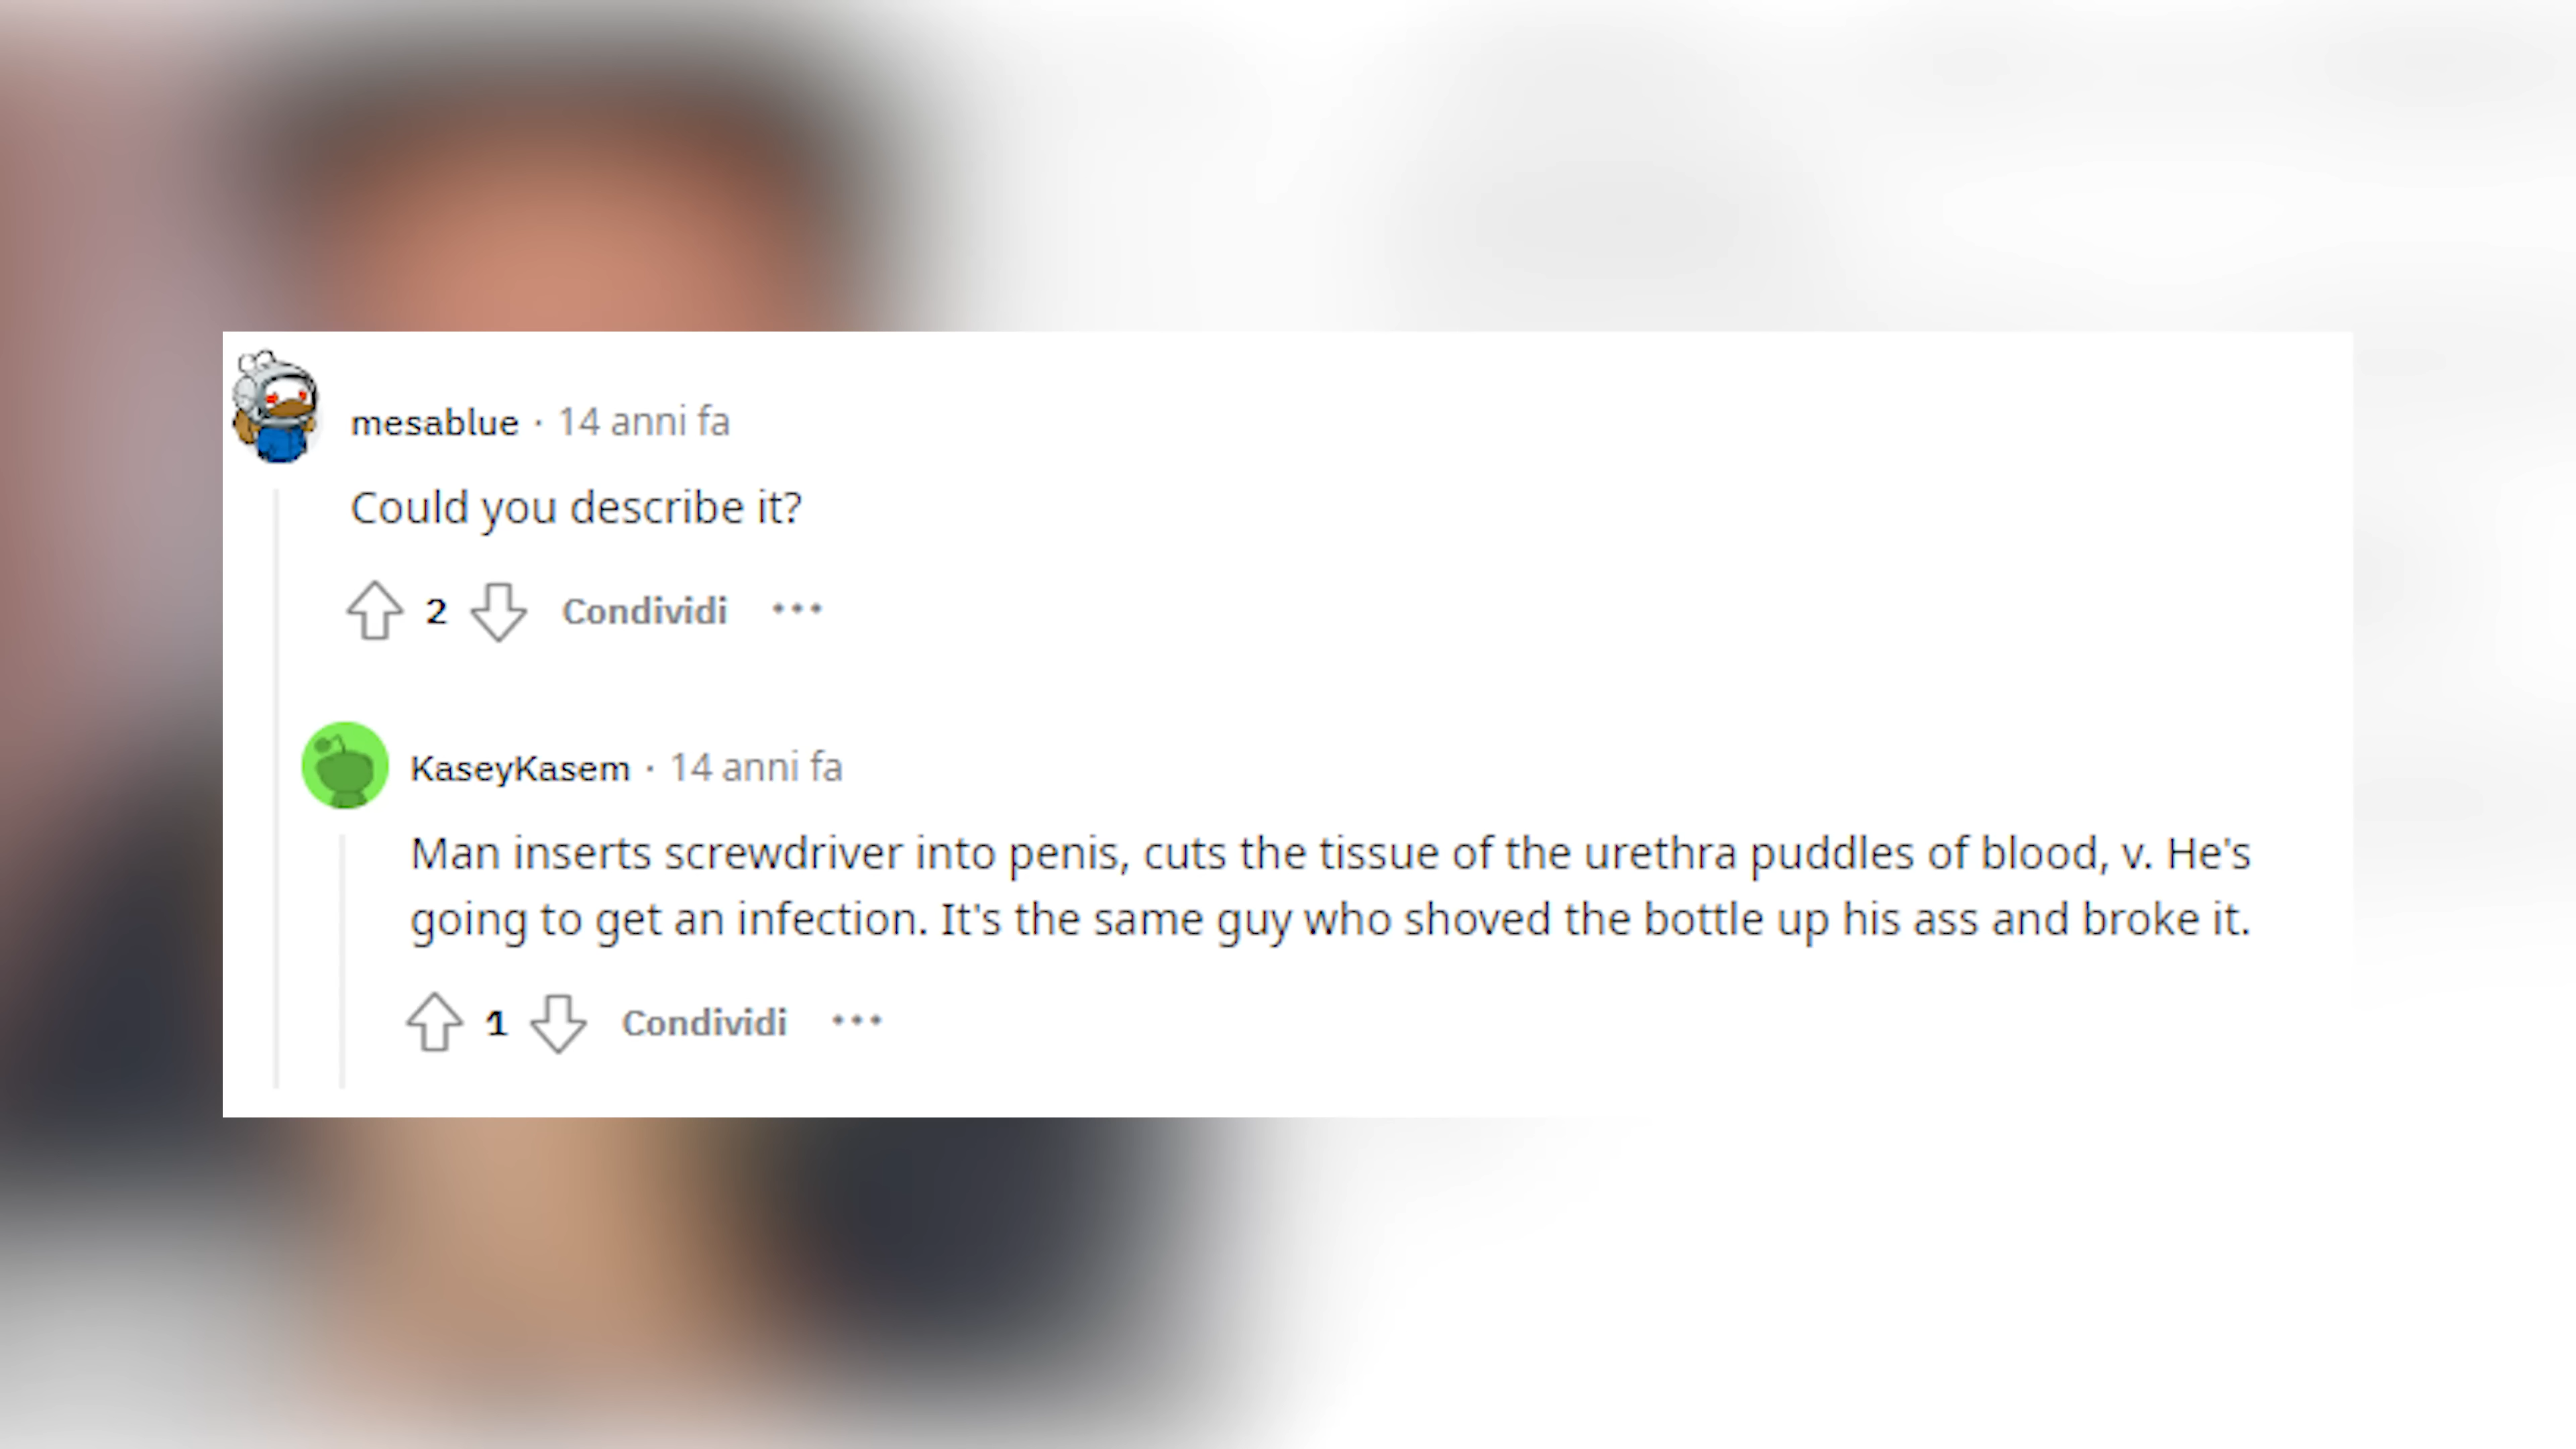 mesablue · 14 anni fa
Could you describe it?
2 Condividi ···
KaseyKasem · 14 anni fa
Man inserts screwdriver into penis, cuts the tissue of the urethra puddles of blood, v. He's
going to get an infection. It's the same guy who shoved the bottle up his ass and broke it.
1 Condividi ···